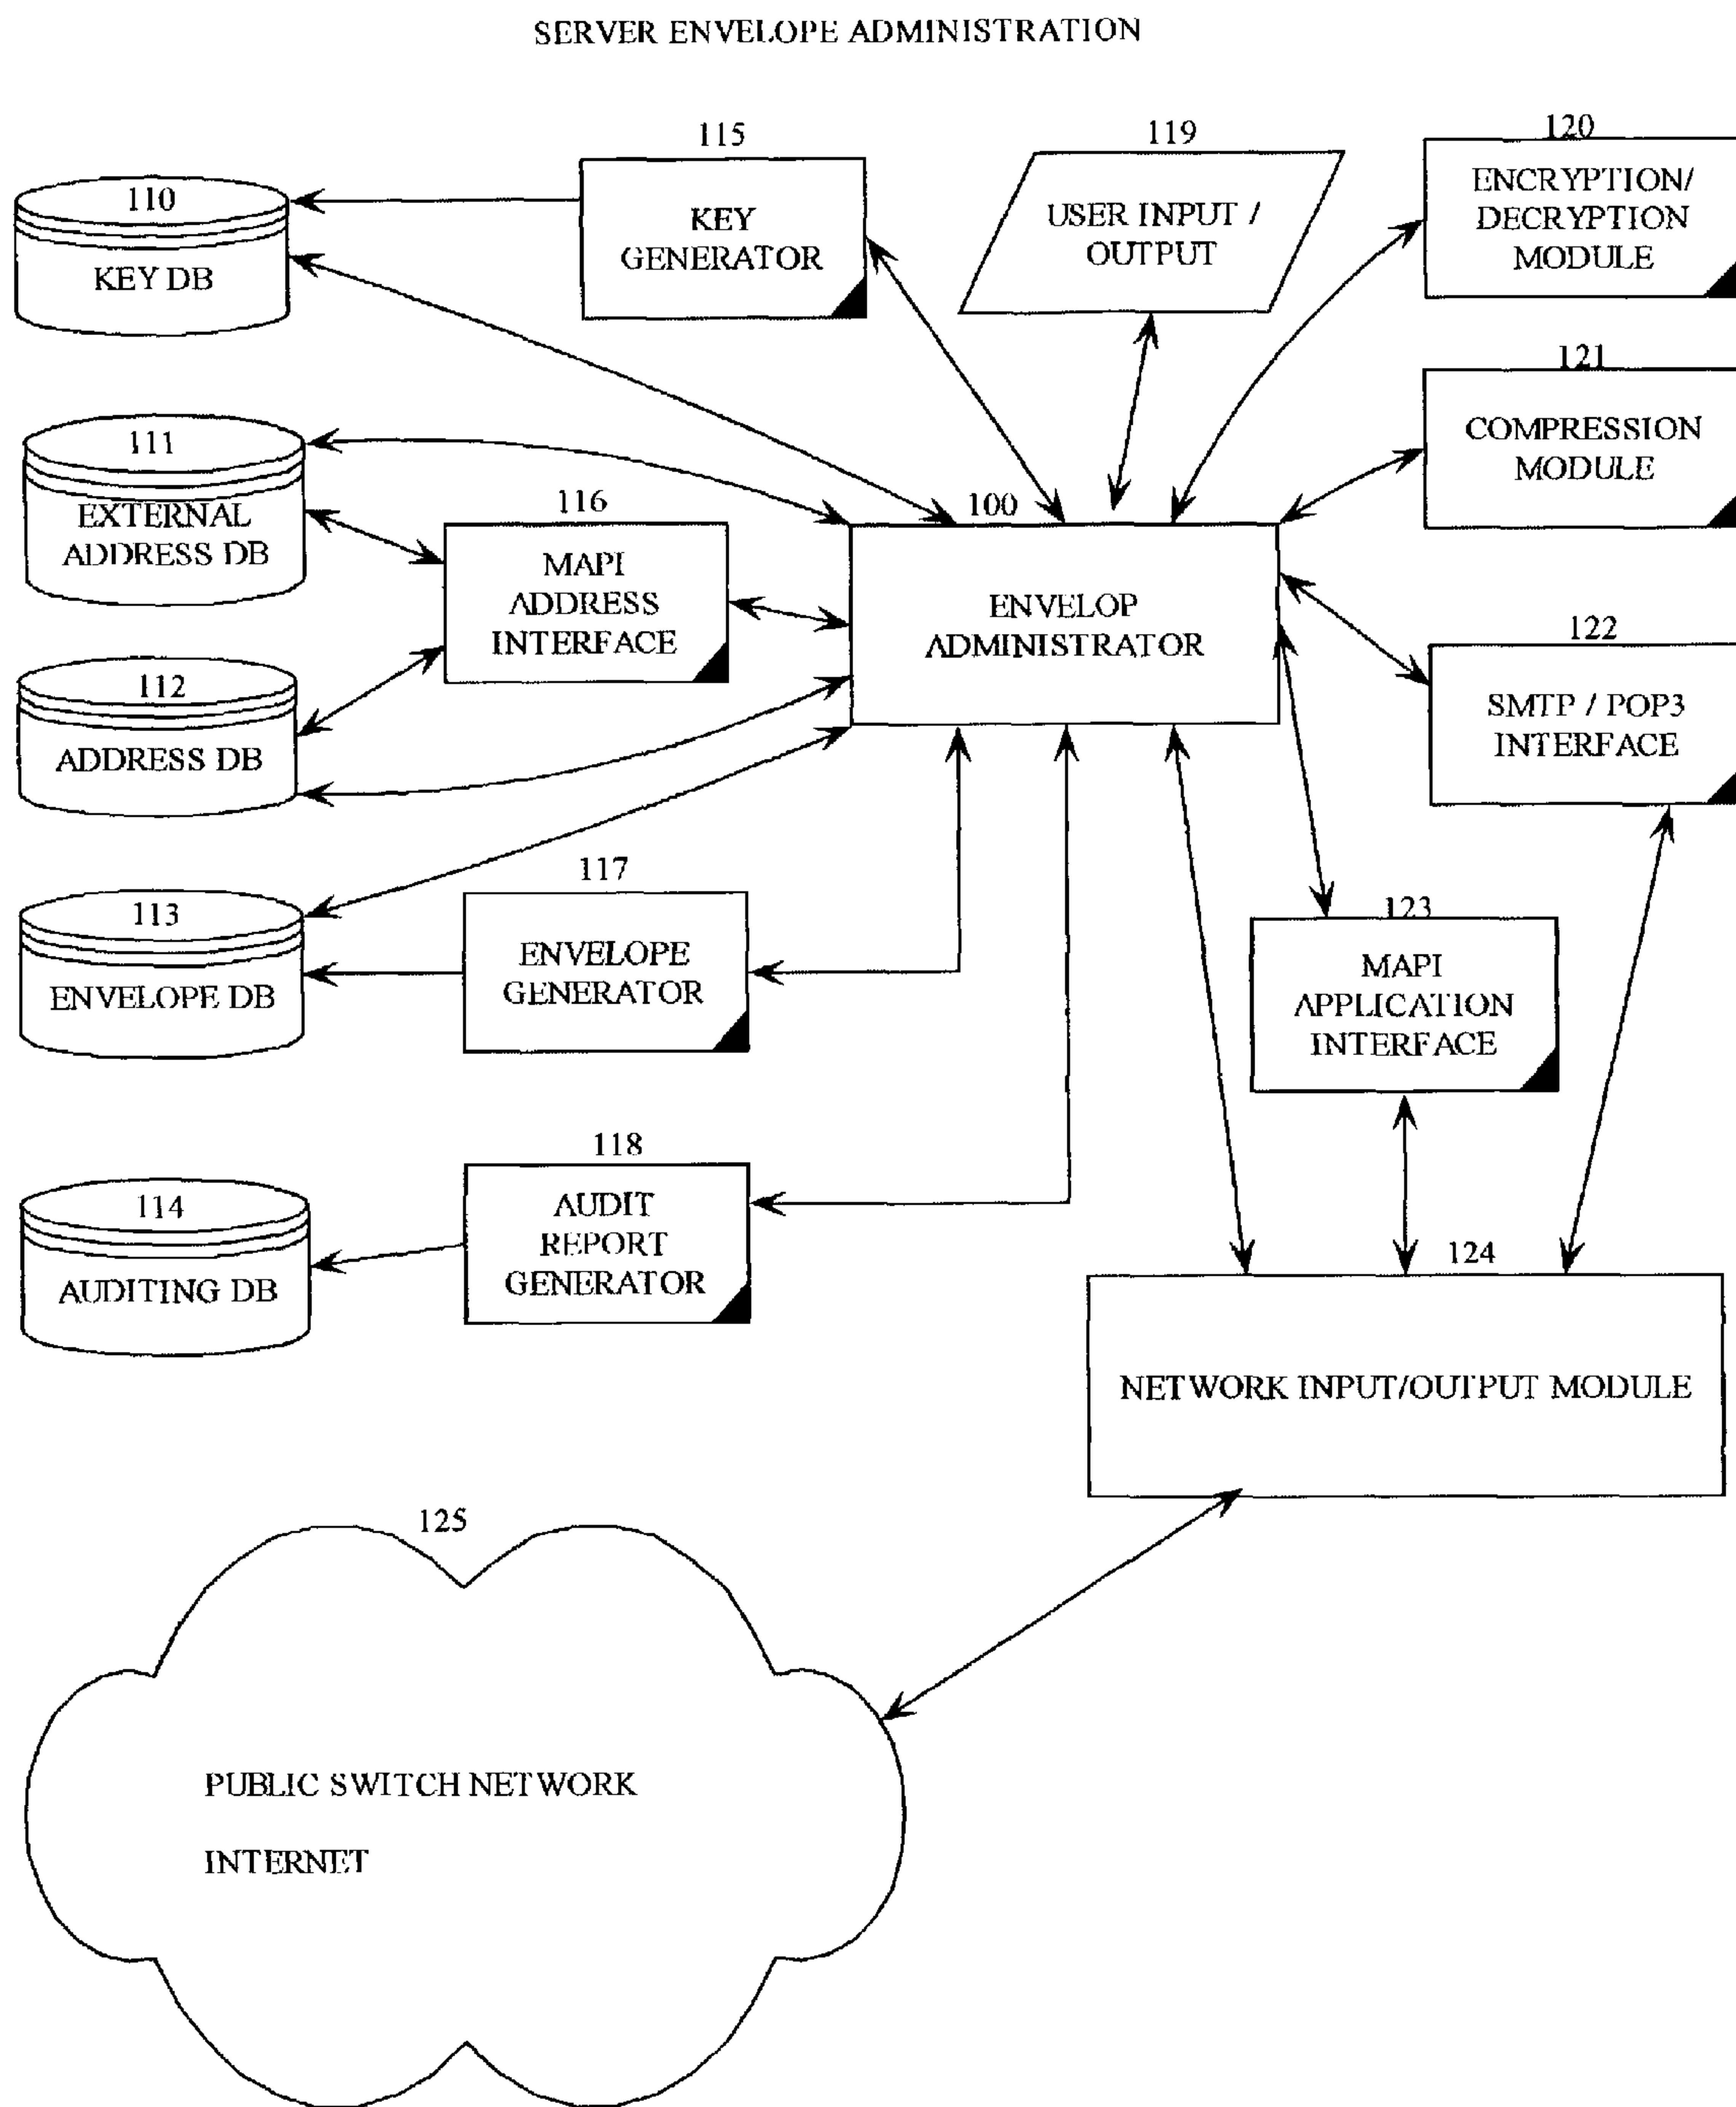 SERVER ENVELOPE ADMINISTRATION
115
119
120
110
KEY DB
KEY
GENERATOR
USER INPUT /
OUTPUT
ENCRYPTION/
DECRYPTION
MODULE
121
COMPRESSION
MODULE
111
EXTERNAL
ADDRESS DB
116
MAPI
ADDRESS
INTERFACE
100
ENVELOP
ADMINISTRATOR
122
SMTP / POP3
INTERFACE
112
ADDRESS DB
117
113
ENVELOPE DB
ENVELOPE
GENERATOR
123
MAPI
APPLICATION
INTERFACE
118
114
AUDITING DB
AUDIT
REPORT
GENERATOR
124
NETWORK INPUT/OUTPUT MODULE
125
PUBLIC SWITCH NETWORK
INTERNET